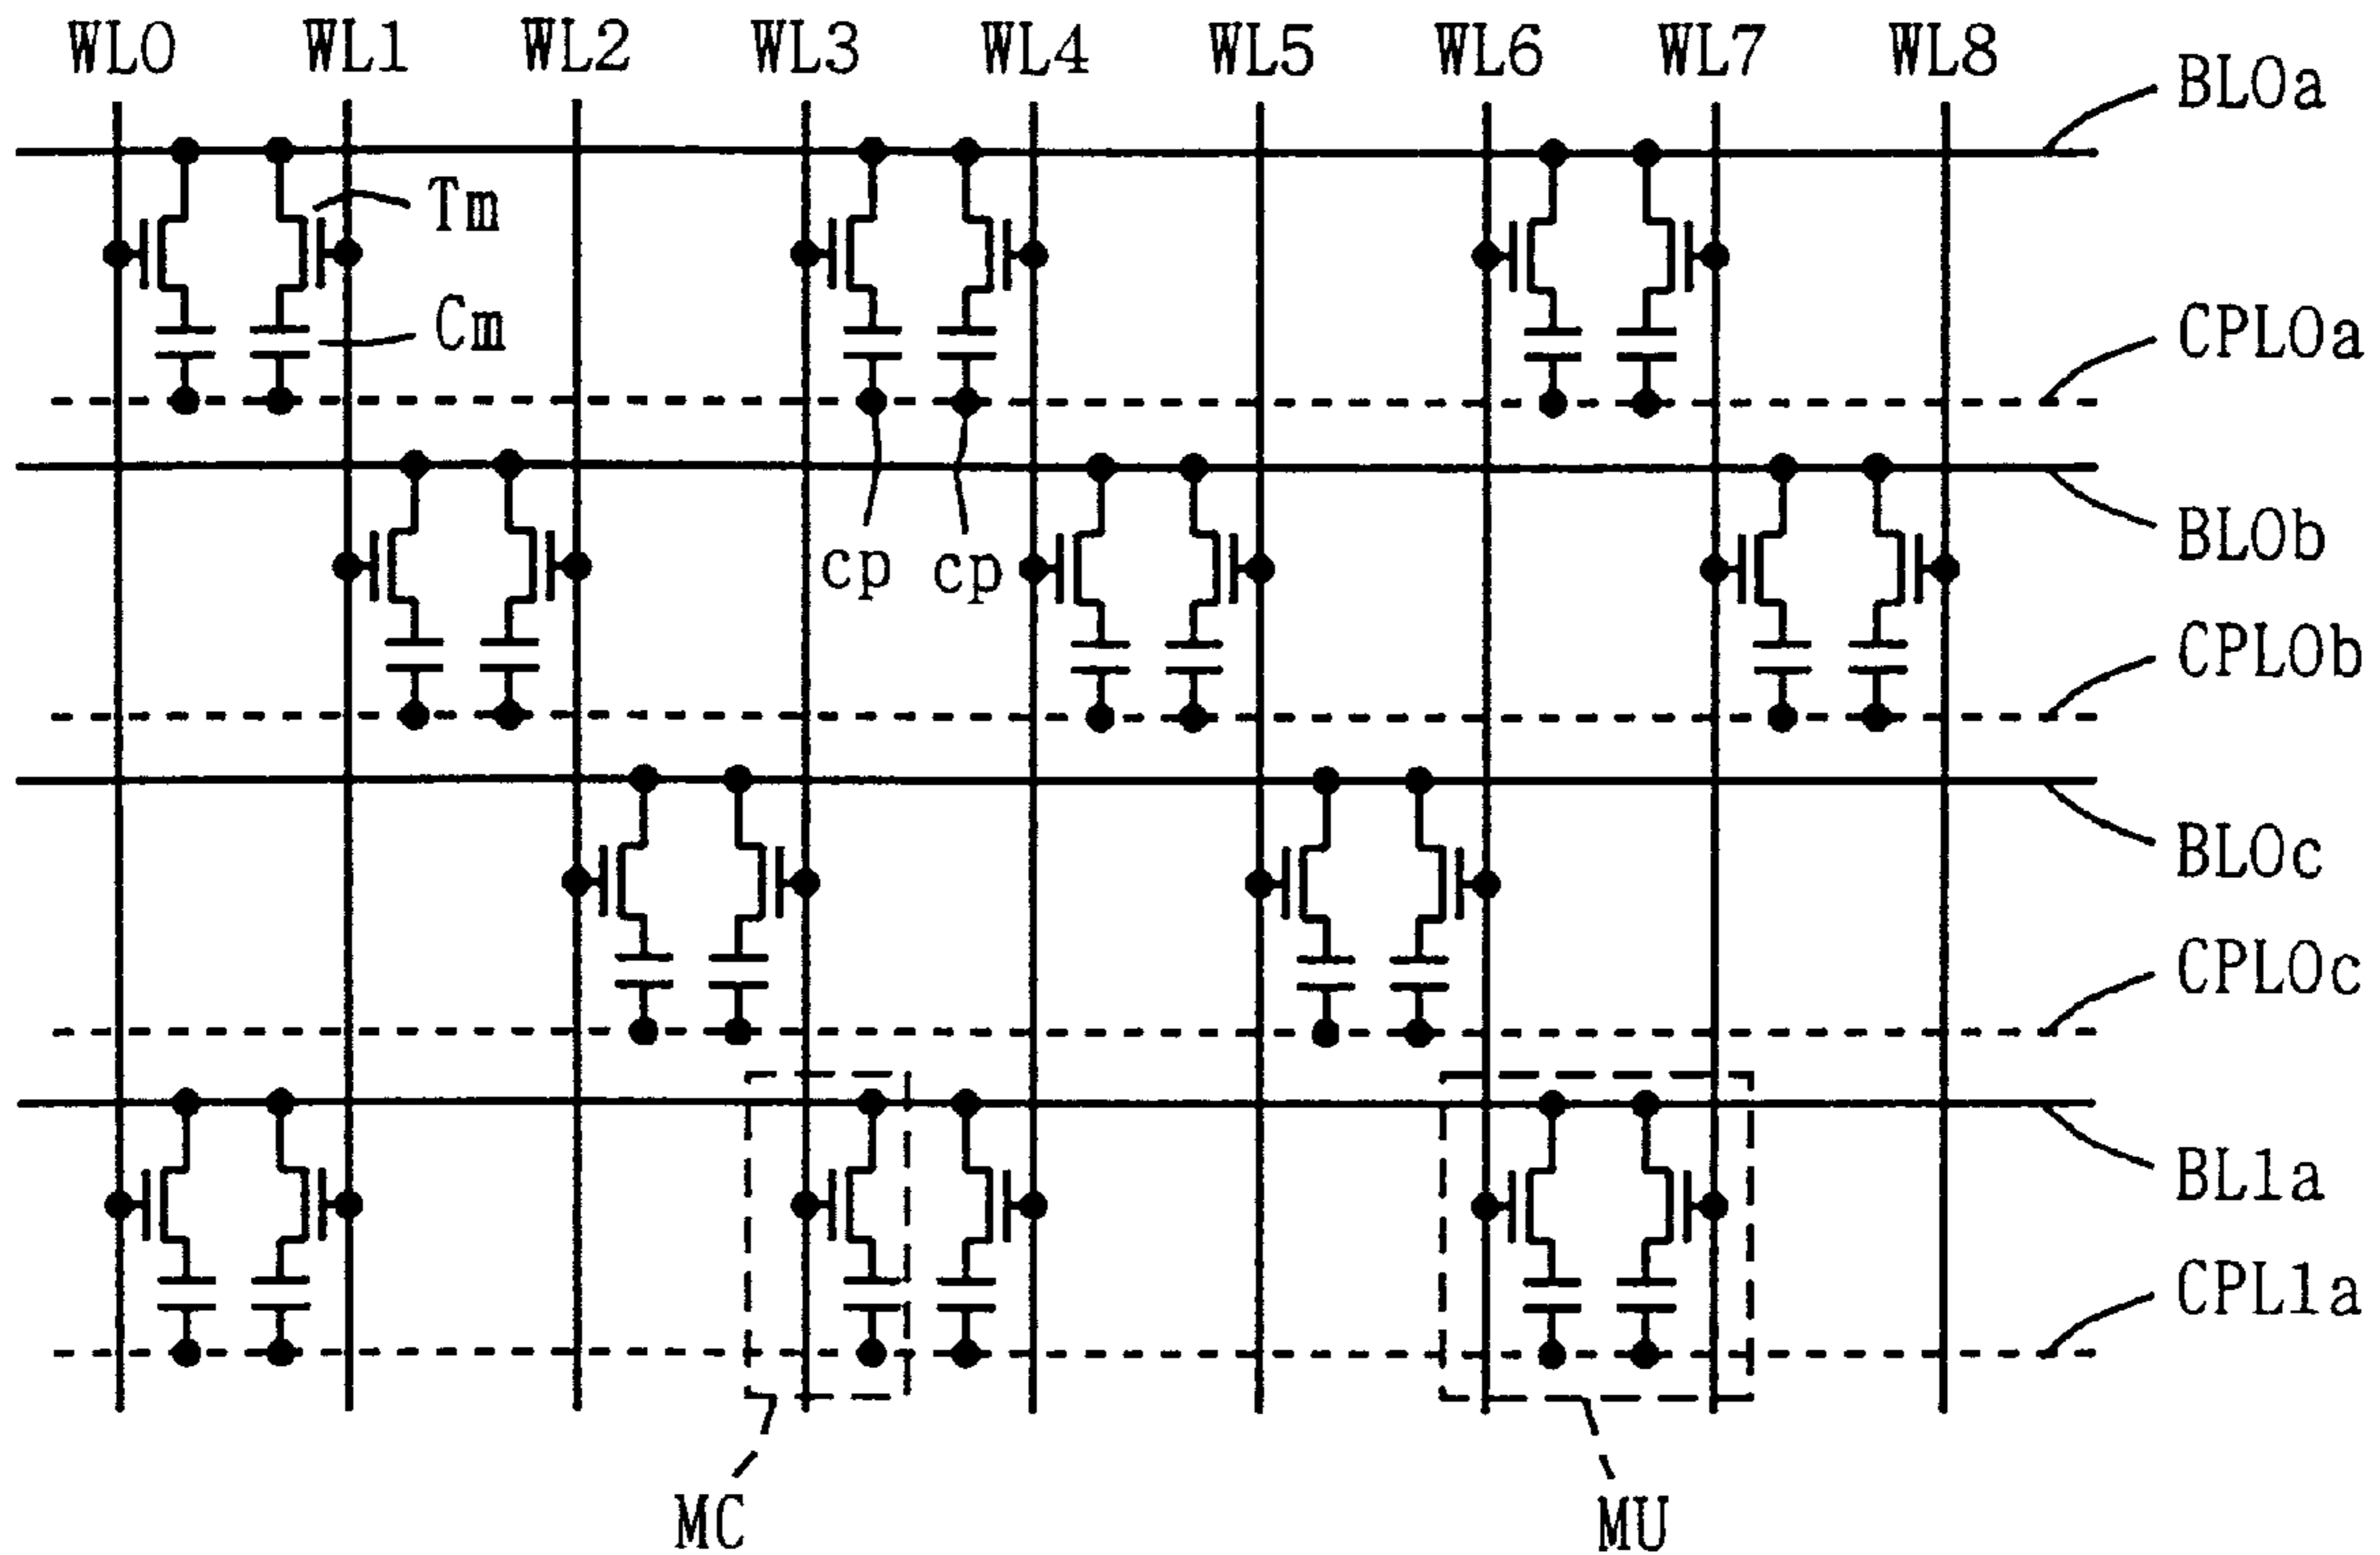 WL0 WL1 WL2 WL3 WL4 WL5 WL6 WL7 WL8
BL0a
Tm
Cm
CPL0a
BL0b
cp cp
CPL0b
BL0c
CPL0c
BL1a
CPL1a
MC MU